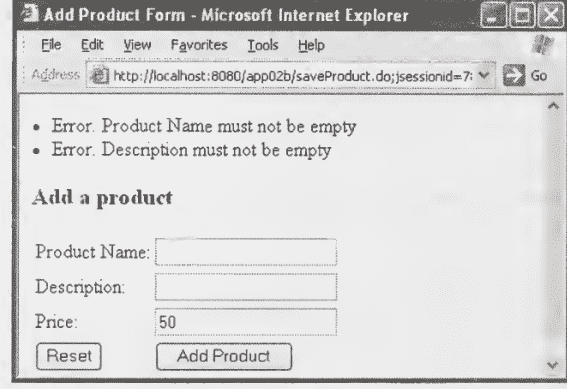 Add Product Form - Microsoft Internet Explorer
File Edit View Favorites Tools Help
Address http://localhost:8080/app02b/saveProduct.do;jsessionid=7 Go
• Error. Product Name must not be empty
• Error. Description must not be empty
Add a product
Product Name:
Description:
Price: 50
Reset Add Product